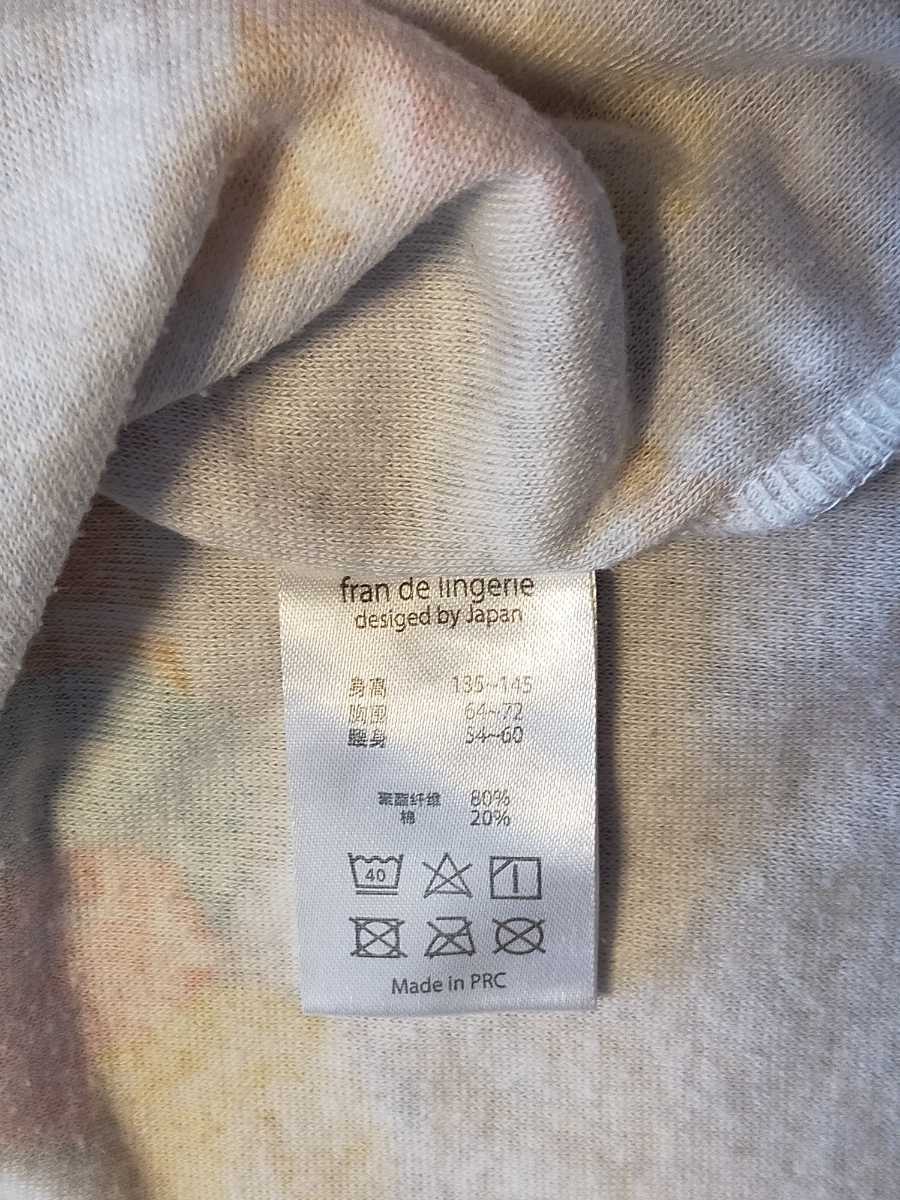 fran de lingerie
desiged by Japan
身高 135~145
胸围 64~72
腰身 54~60
聚酯纤维 80%
棉 20%
40
Made in PRC